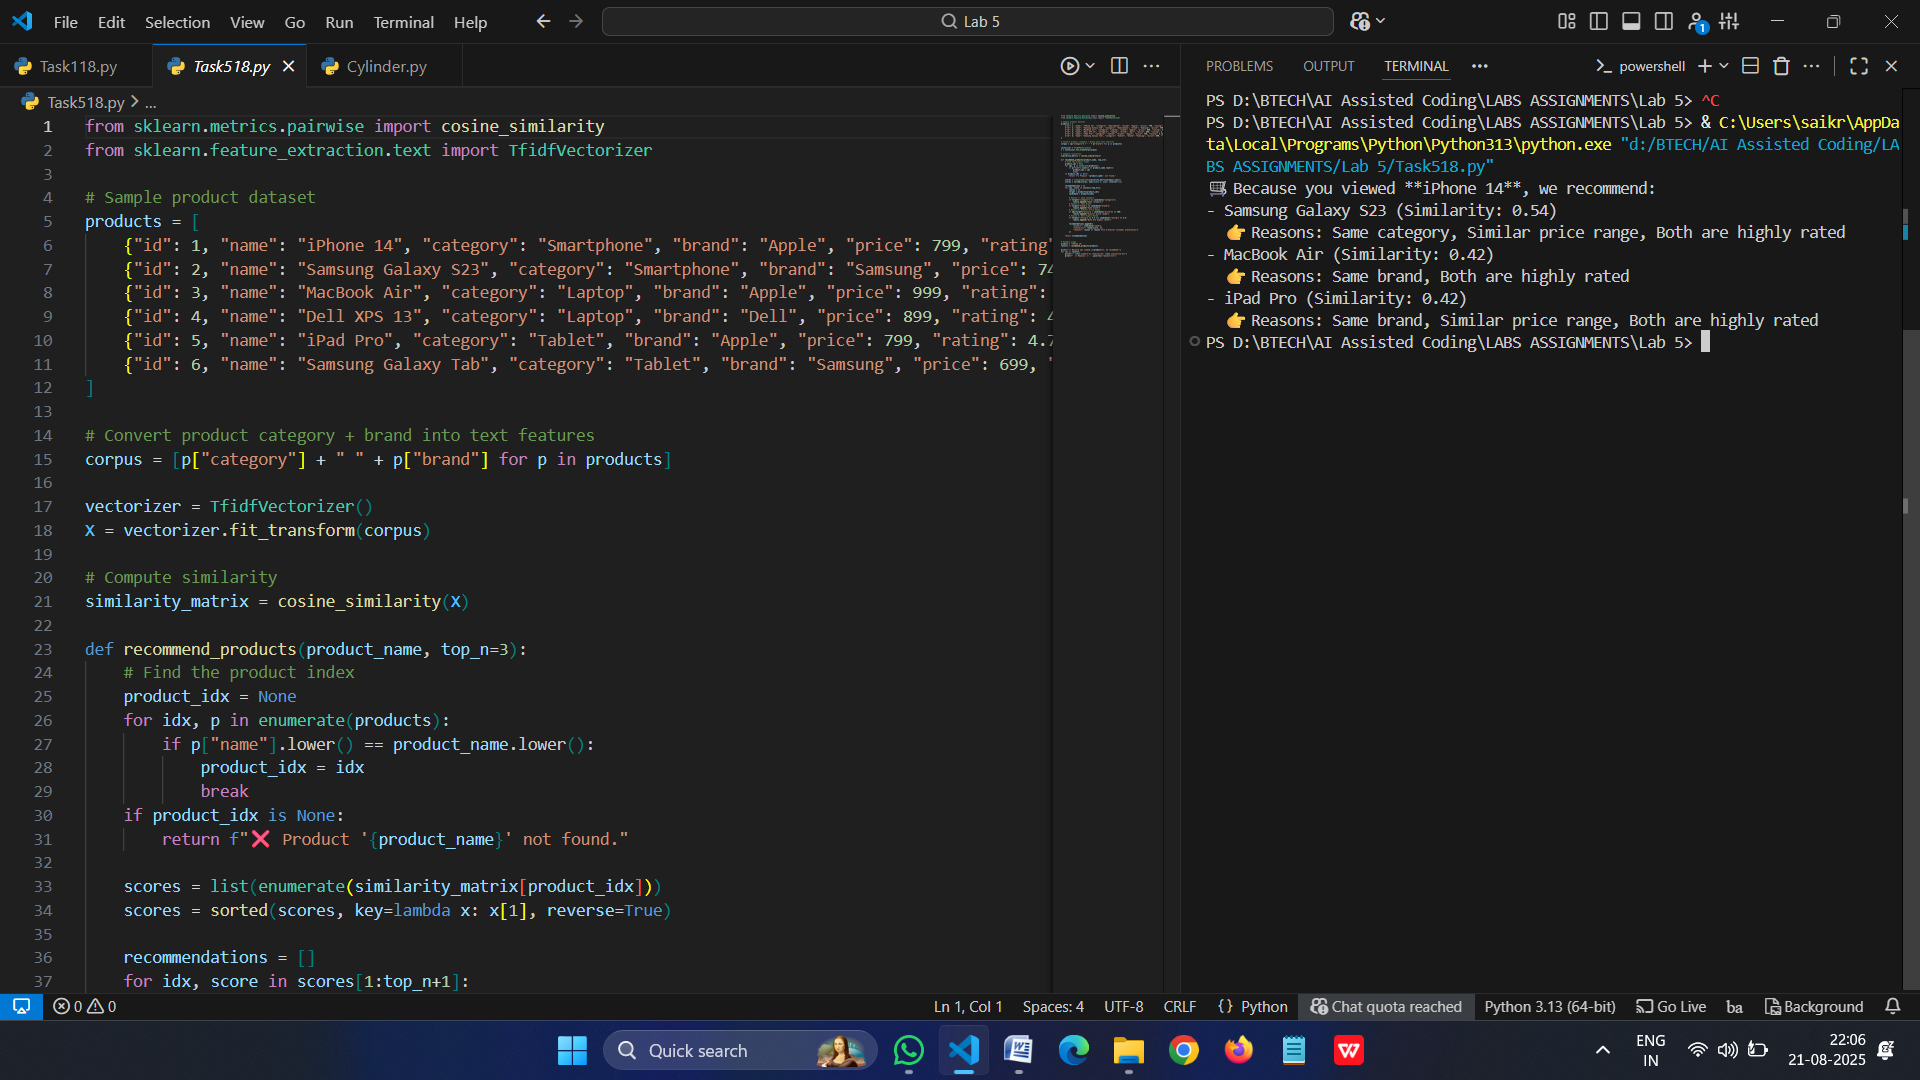 File Edit Selection View Go Run Terminal Help
Lab 5
Task118.py
Task518.py
Cylinder.py
Task518.py > ...
1 from sklearn.metrics.pairwise import cosine_similarity
2 from sklearn.feature_extraction.text import TfidfVectorizer
3
4 # Sample product dataset
5 products = [
6 {"id": 1, "name": "iPhone 14", "category": "Smartphone", "brand": "Apple", "price": 799, "rating"
7 {"id": 2, "name": "Samsung Galaxy S23", "category": "Smartphone", "brand": "Samsung", "price": 74
8 {"id": 3, "name": "MacBook Air", "category": "Laptop", "brand": "Apple", "price": 999, "rating":
9 {"id": 4, "name": "Dell XPS 13", "category": "Laptop", "brand": "Dell", "price": 899, "rating": 4
10 {"id": 5, "name": "iPad Pro", "category": "Tablet", "brand": "Apple", "price": 799, "rating": 4.7
11 {"id": 6, "name": "Samsung Galaxy Tab", "category": "Tablet", "brand": "Samsung", "price": 699, "
12 ]
13
14 # Convert product category + brand into text features
15 corpus = [p["category"] + " " + p["brand"] for p in products]
16
17 vectorizer = TfidfVectorizer()
18 X = vectorizer.fit_transform(corpus)
19
20 # Compute similarity
21 similarity_matrix = cosine_similarity(X)
22
23 def recommend_products(product_name, top_n=3):
24 # Find the product index
25 product_idx = None
26 for idx, p in enumerate(products):
27 if p["name"].lower() == product_name.lower():
28 product_idx = idx
29 break
30 if product_idx is None:
31 return f"❌ Product '{product_name}' not found."
32
33 scores = list(enumerate(similarity_matrix[product_idx]))
34 scores = sorted(scores, key=lambda x: x[1], reverse=True)
35
36 recommendations = []
37 for idx, score in scores[1:top_n+1]:
PROBLEMS OUTPUT TERMINAL ••• powershell
PS D:\BTECH\AI Assisted Coding\LABS ASSIGNMENTS\Lab 5> ^C
PS D:\BTECH\AI Assisted Coding\LABS ASSIGNMENTS\Lab 5> & C:\Users\saikr\AppDa
ta\Local\Programs\Python\Python313\python.exe "d:/BTECH/AI Assisted Coding/LA
BS ASSIGNMENTS/Lab 5/Task518.py"
🛒 Because you viewed **iPhone 14**, we recommend:
- Samsung Galaxy S23 (Similarity: 0.54)
👉 Reasons: Same category, Similar price range, Both are highly rated
- MacBook Air (Similarity: 0.42)
👉 Reasons: Same brand, Both are highly rated
- iPad Pro (Similarity: 0.42)
👉 Reasons: Same brand, Similar price range, Both are highly rated
PS D:\BTECH\AI Assisted Coding\LABS ASSIGNMENTS\Lab 5>
0 0 Ln 1, Col 1 Spaces: 4 UTF-8 CRLF {} Python Chat quota reached Python 3.13 (64-bit) Go Live ba Background
Quick search
ENG
IN
22:06
21-08-2025